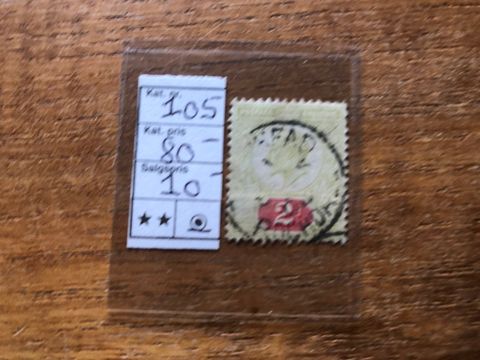 Kat. nr.
105
Kat. pris
80-
Salgspris
10-
★★
2